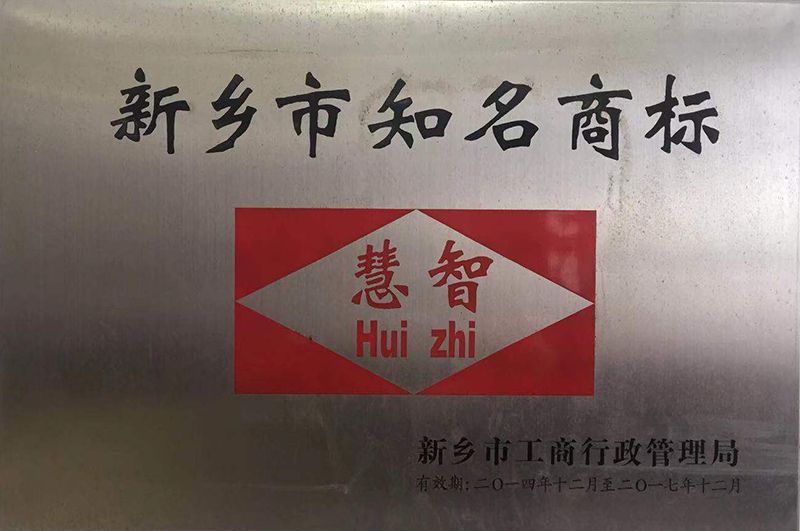 新乡市知名商标
慧智
Hui zhi
新乡市工商行政管理局
有效期:二〇一四年十二月至二〇一七年十二月